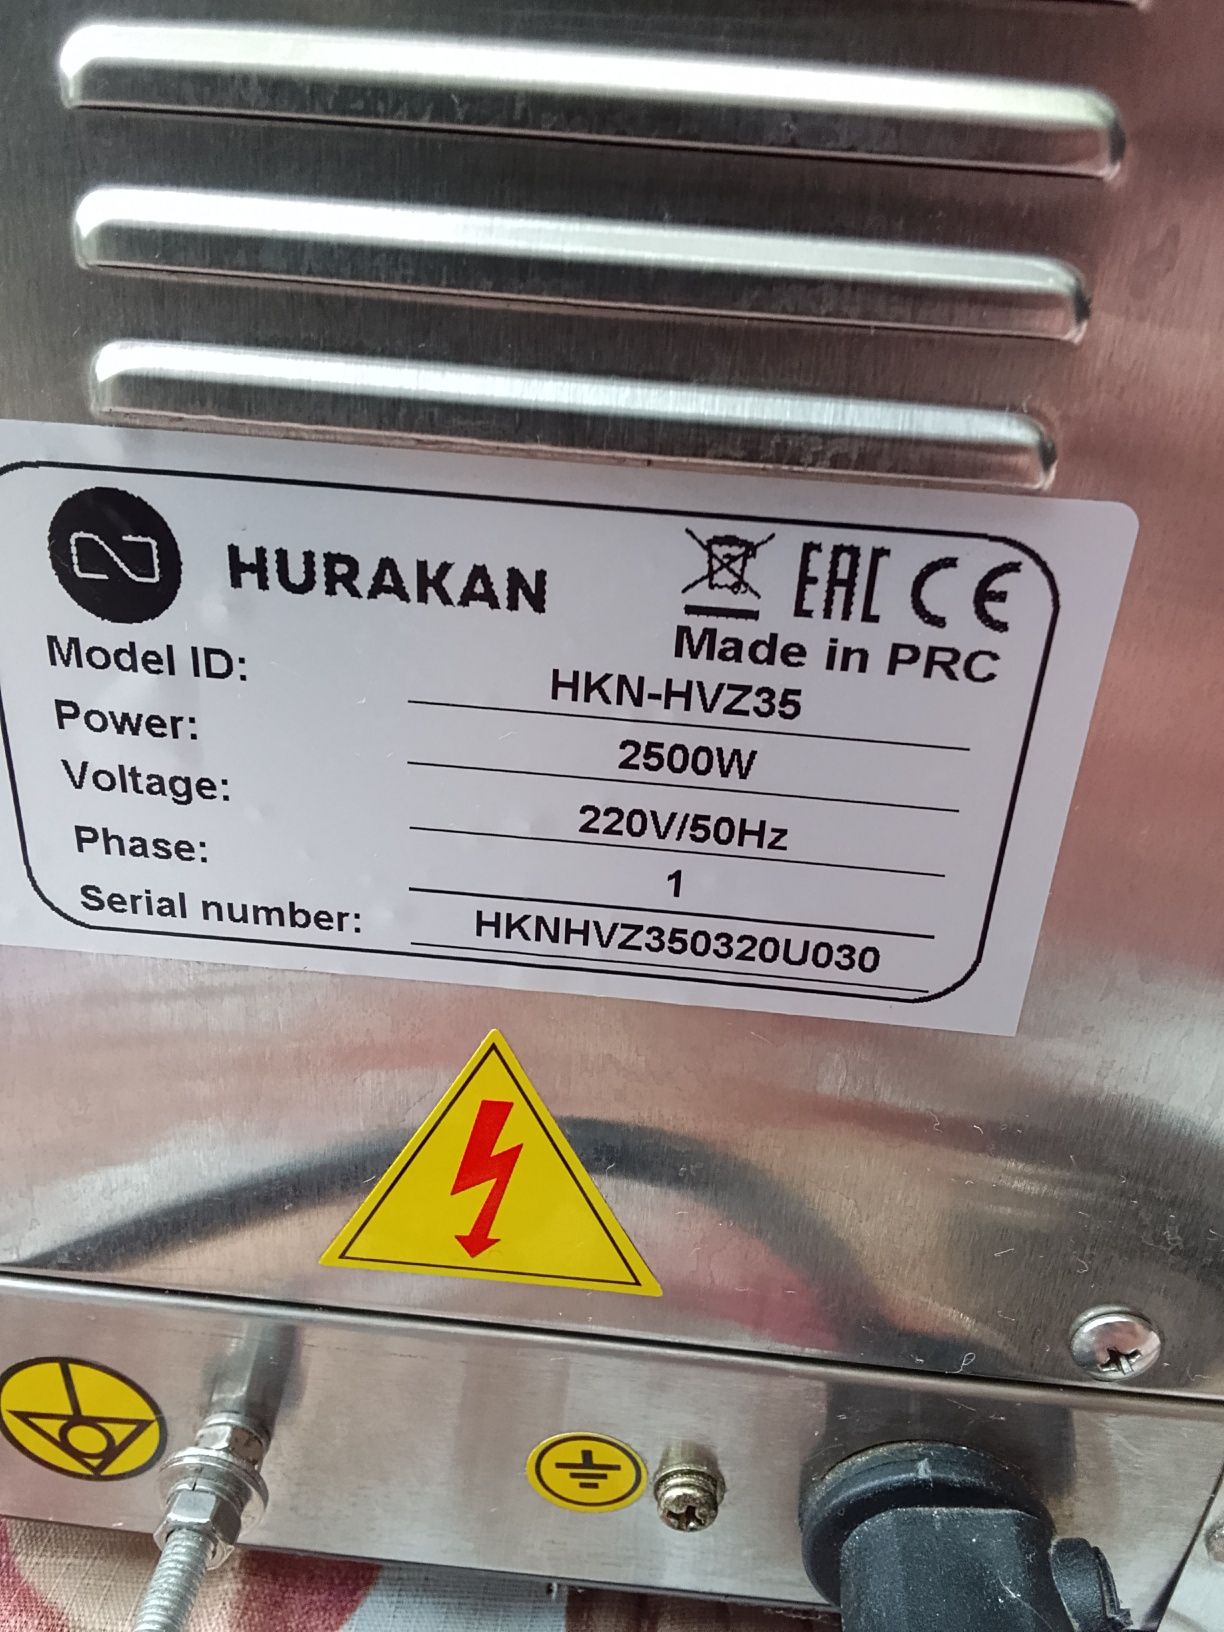 HURAKAN
EAC CE
Made in PRC
Model ID: HKN-HVZ35
Power: 2500W
Voltage: 220V/50Hz
Phase: 1
Serial number: HKNHVZ350320U030